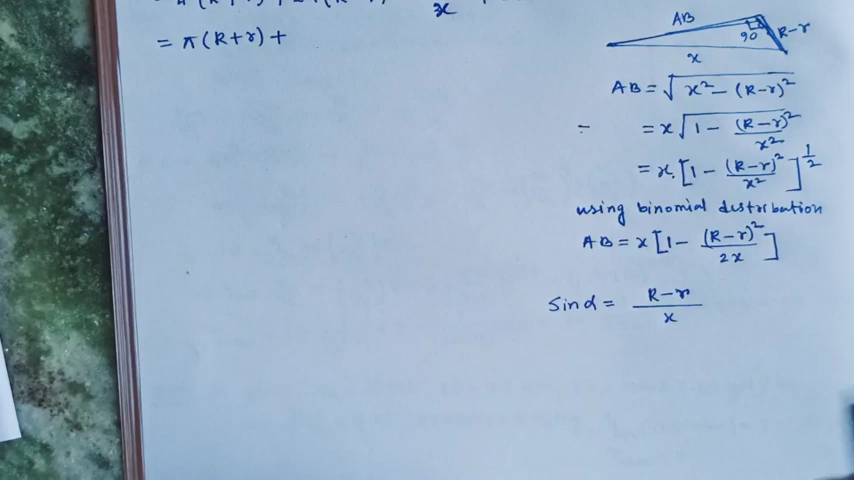 x
= π(R+r)+
AB
90
R-r
x
AB = √x² - (R-r)²
= x√1 - (R-r)²/x²
= x.[1 - (R-r)²/x²]^1/2
using binomial distribution
AB = x[1 - (R-r)²/2x]
Sinα = R-r/x